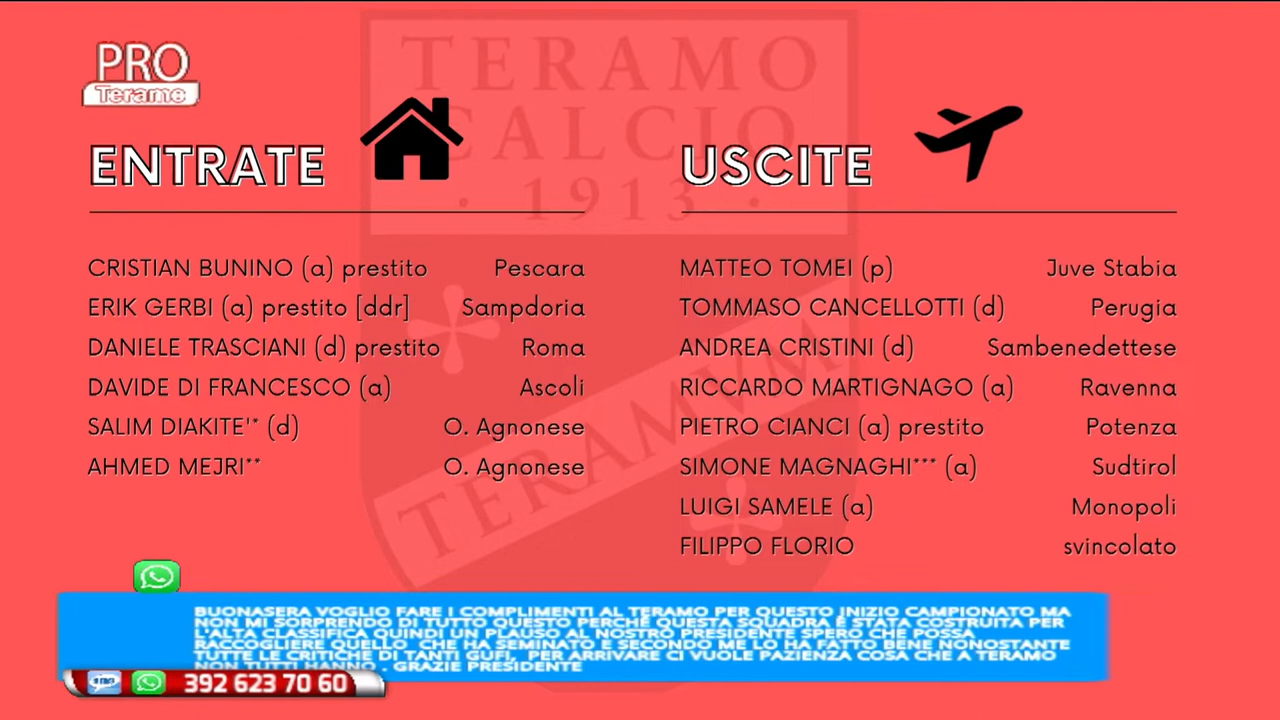 TERAMO
CALCIO
· 1913 ·
PRO
Teramo
ENTRATE
CRISTIAN BUNINO (a) prestito Pescara
ERIK GERBI (a) prestito [ddr] Sampdoria
DANIELE TRASCIANI (d) prestito Roma
DAVIDE DI FRANCESCO (a) Ascoli
SALIM DIAKITE'* (d) O. Agnonese
AHMED MEJRI** O. Agnonese
USCITE
MATTEO TOMEI (p) Juve Stabia
TOMMASO CANCELLOTTI (d) Perugia
ANDREA CRISTINI (d) Sambenedettese
RICCARDO MARTIGNAGO (a) Ravenna
PIETRO CIANCI (a) prestito Potenza
SIMONE MAGNAGHI*** (a) Sudtirol
LUIGI SAMELE (a) Monopoli
FILIPPO FLORIO svincolato
TERAMVM
BUONASERA VOGLIO FARE I COMPLIMENTI AL TERAMO PER QUESTO INIZIO CAMPIONATO MA
NON MI SORPRENDO DI TUTTO QUESTO PERCHÈ QUESTA SQUADRA È STATA COSTRUITA PER
L'ALTA CLASSIFICA QUINDI UN PLAUSO AL NOSTRO PRESIDENTE SPERO CHE POSSA
RACCOGLIERE QUELLO CHE HA SEMINATO E SECONDO ME LO HA FATTO BENE NONOSTANTE
TUTTE LE CRITICHE DI TANTI GUFI, PER ARRIVARE CI VUOLE PAZIENZA COSA CHE A TERAMO
NON TUTTI HANNO . GRAZIE PRESIDENTE
392 623 70 60